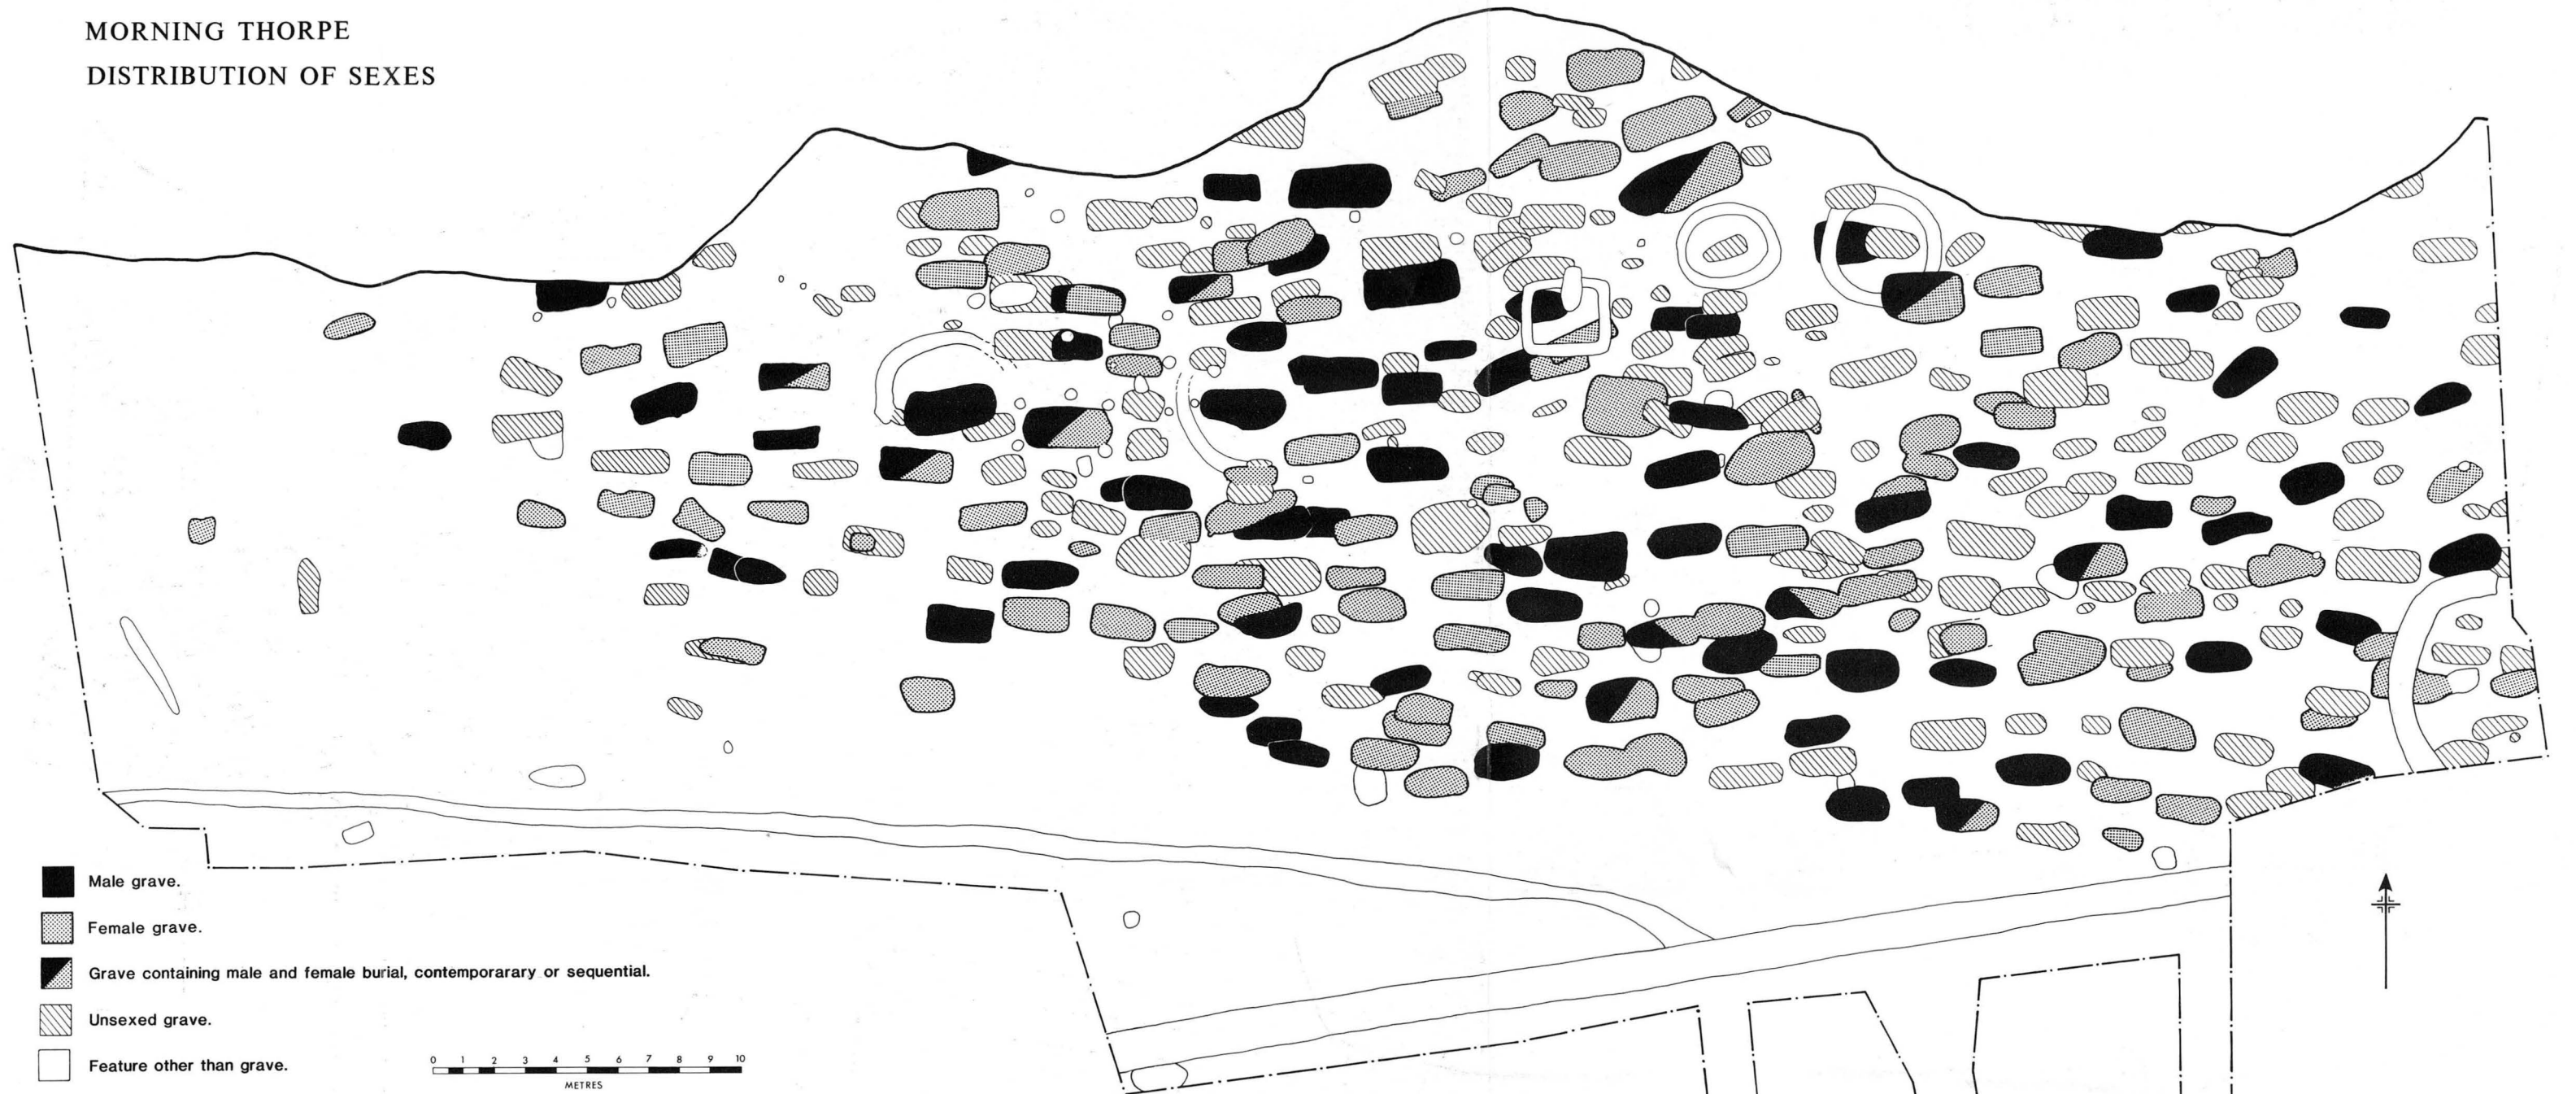 MORNING THORPE
DISTRIBUTION OF SEXES
Male grave.
Female grave.
Grave containing male and female burial, contemporarary or sequential.
Unsexed grave.
Feature other than grave.
0 1 2 3 4 5 6 7 8 9 10
METRES